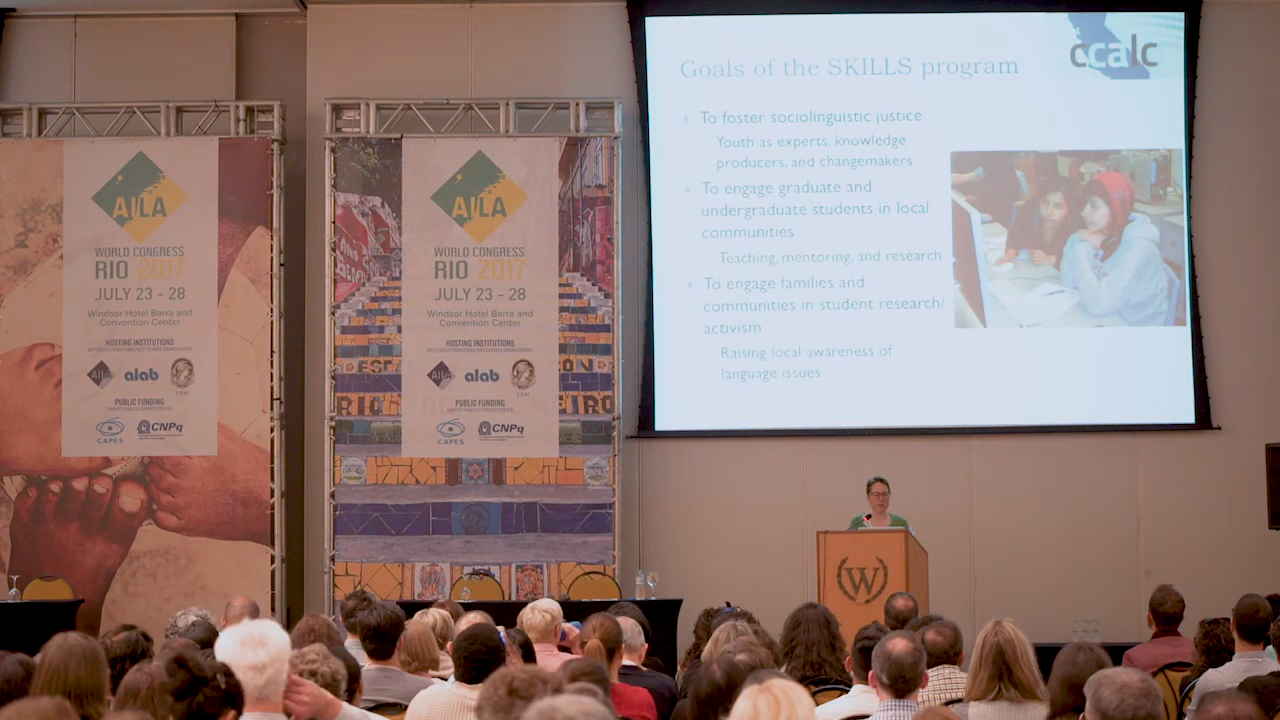 AILA
WORLD CONGRESS
RIO 2017
JULY 23 - 28
Windsor Hotel Barra and
Convention Center
HOSTING INSTITUTIONS
AILA
alab
PUBLIC FUNDING
CAPES
CNPq
AILA
WORLD CONGRESS
RIO 2017
JULY 23 - 28
Windsor Hotel Barra and
Convention Center
HOSTING INSTITUTIONS
AILA
alab
PUBLIC FUNDING
CAPES
CNPq
RIO
EIRO
ccalc
Goals of the SKILLS program
To foster sociolinguistic justice
Youth as experts, knowledge
producers, and changemakers
To engage graduate and
undergraduate students in local
communities
Teaching, mentoring, and research
To engage families and
communities in student research/
activism
Raising local awareness of
language issues
W